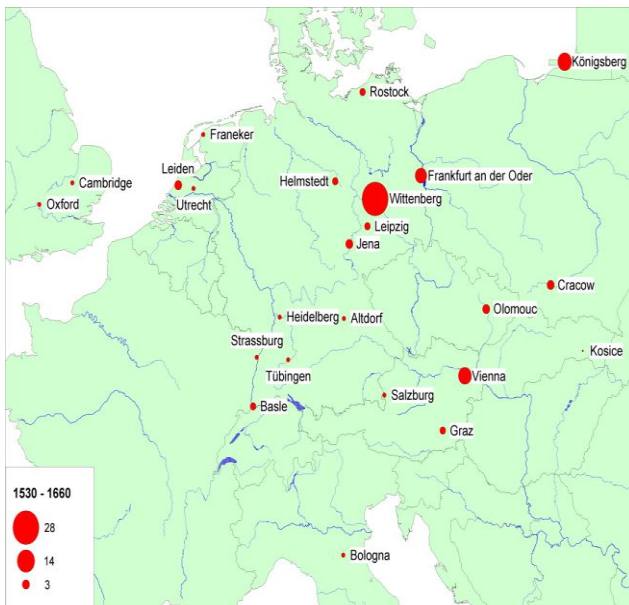 Königsberg
Rostock
Franeker
Leiden
Cambridge
Helmstedt
Frankfurt an der Oder
Oxford
Utrecht
Wittenberg
Leipzig
Jena
Cracow
Olomouc
Heidelberg
Altdorf
Strassburg
Kosice
Tübingen
Vienna
Salzburg
Basle
Graz
1530 - 1660
28
14
Bologna
3